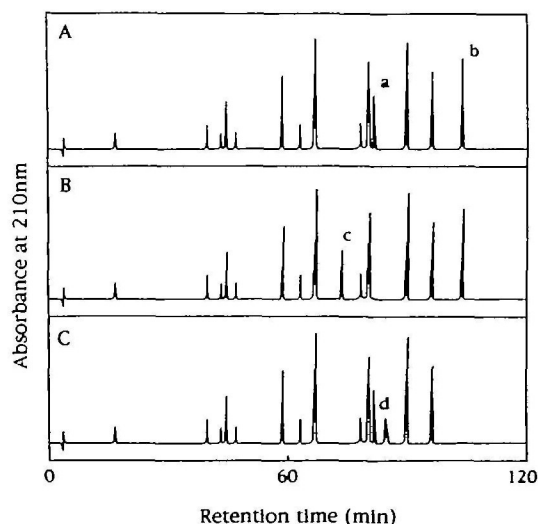 A
a
b
B
c
C
d
Absorbance at 210nm
0
60
120
Retention time (min)